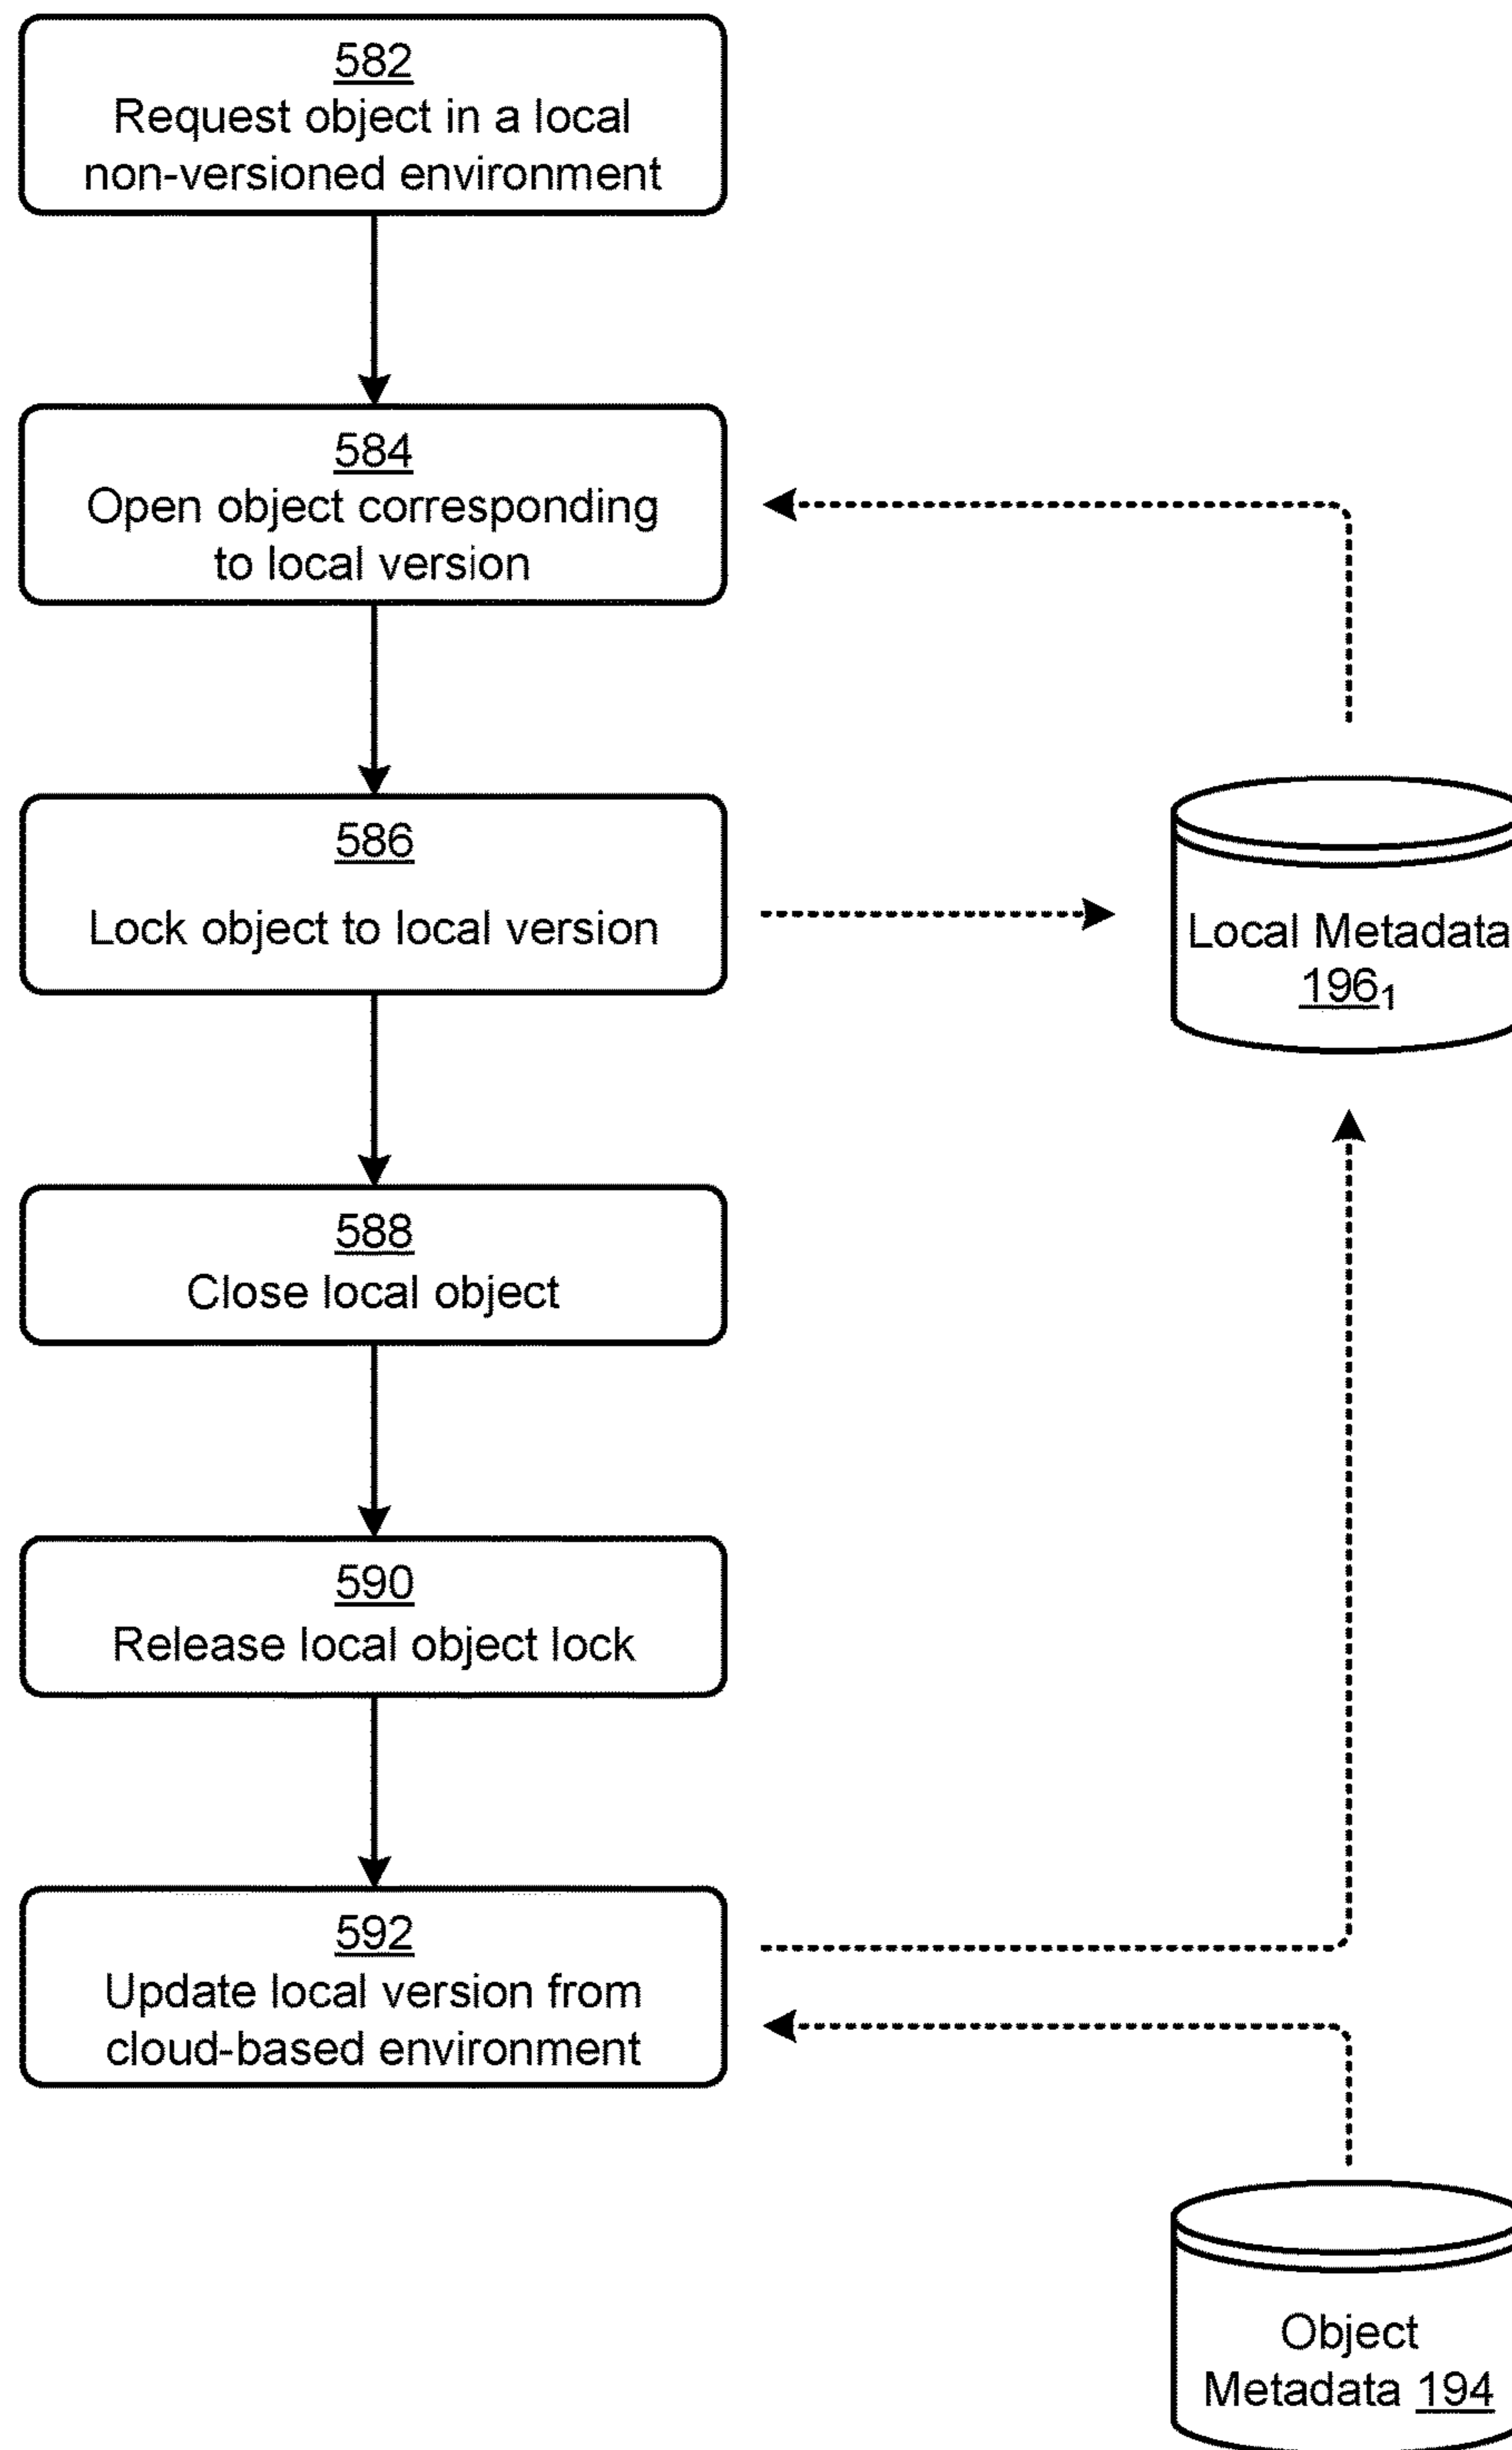 582
Request object in a local
non-versioned environment
584
Open object corresponding
to local version
586
Lock object to local version
Local Metadata
196₁
588
Close local object
590
Release local object lock
592
Update local version from
cloud-based environment
Object
Metadata 194